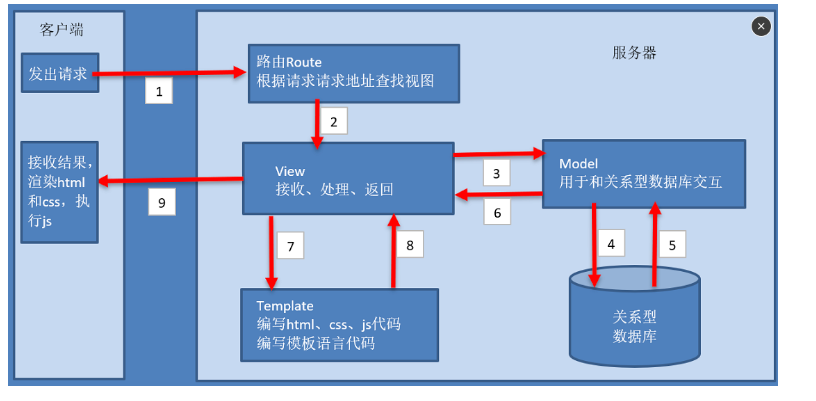 客户端
发出请求
1
路由Route
根据请求请求地址查找视图
服务器
2
接收结果，
渲染html
和css，执
行js
9
View
接收、处理、返回
3
6
Model
用于和关系型数据库交互
7
8
4
5
Template
编写html、css、js代码
编写模板语言代码
关系型
数据库